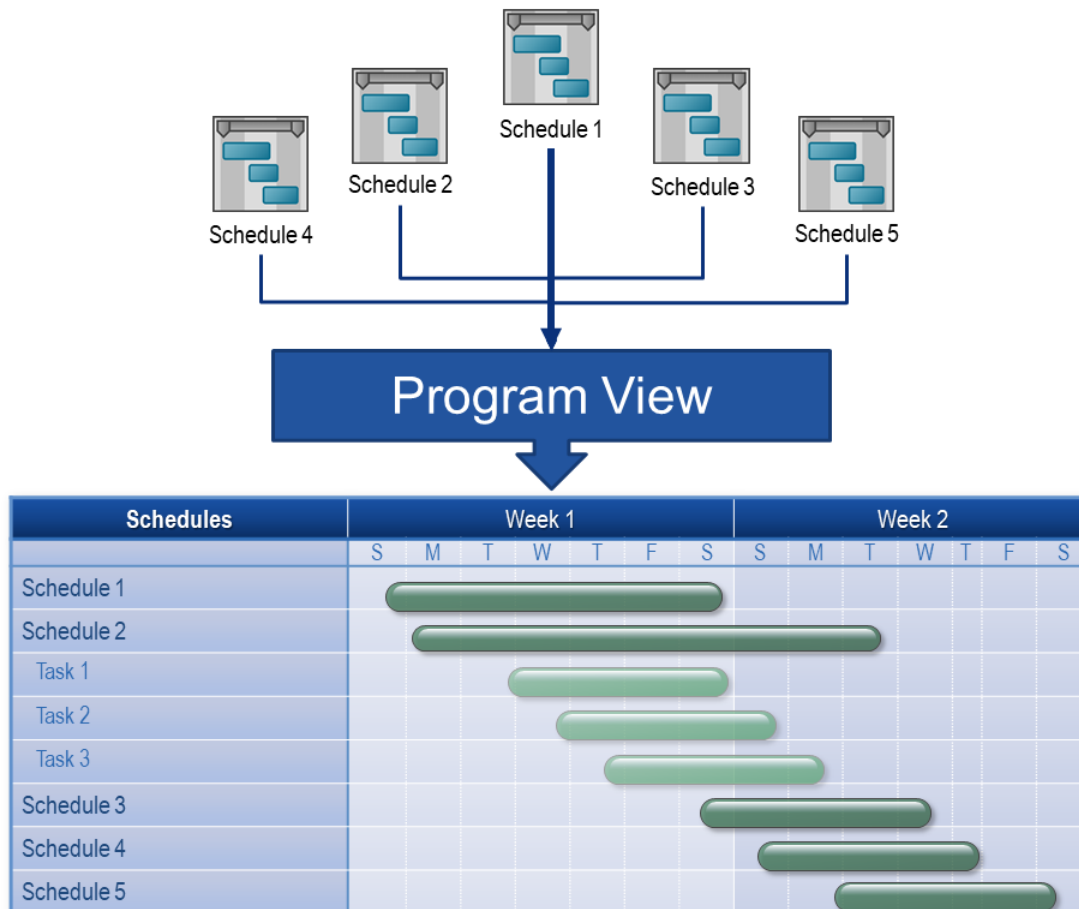 Schedule 1
Schedule 2
Schedule 3
Schedule 4
Schedule 5
Program View
Schedules Week 1 Week 2
S M T W T F S S M T W T F S
Schedule 1
Schedule 2
Task 1
Task 2
Task 3
Schedule 3
Schedule 4
Schedule 5